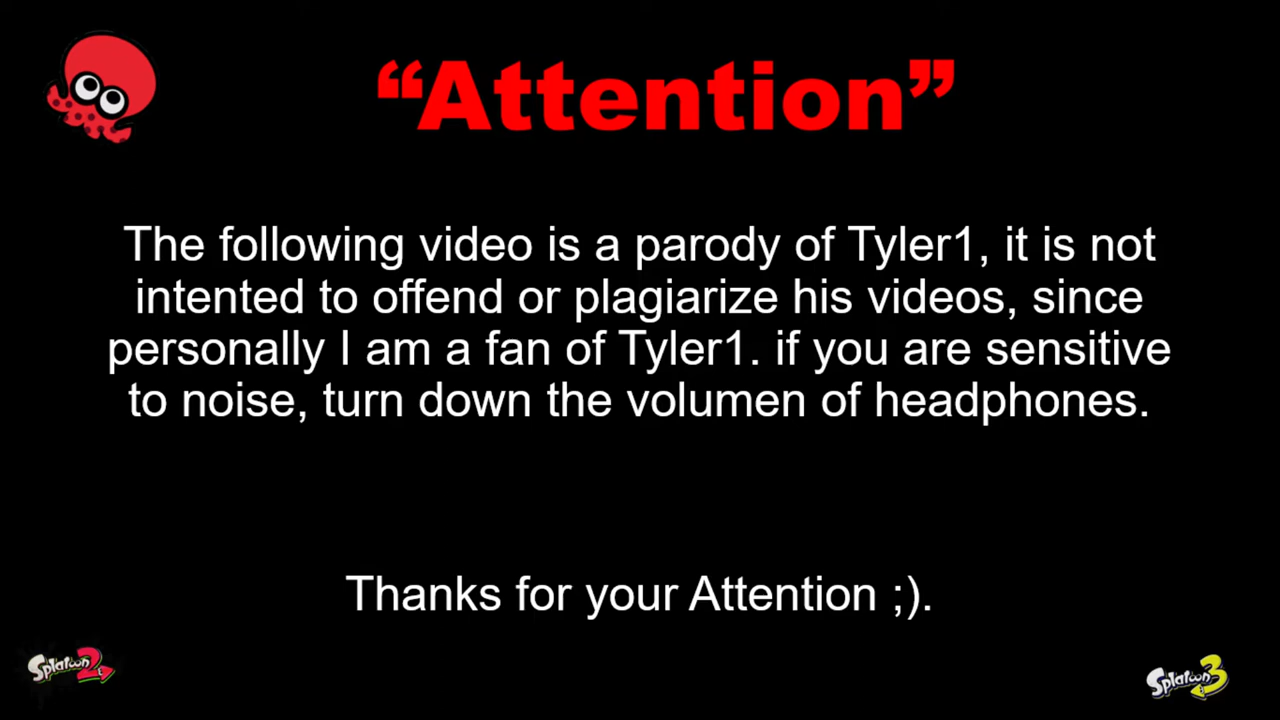 “Attention”
The following video is a parody of Tyler1, it is not
intented to offend or plagiarize his videos, since
personally I am a fan of Tyler1. if you are sensitive
to noise, turn down the volumen of headphones.
Thanks for your Attention ;).
Splatoon 2
Splatoon 3